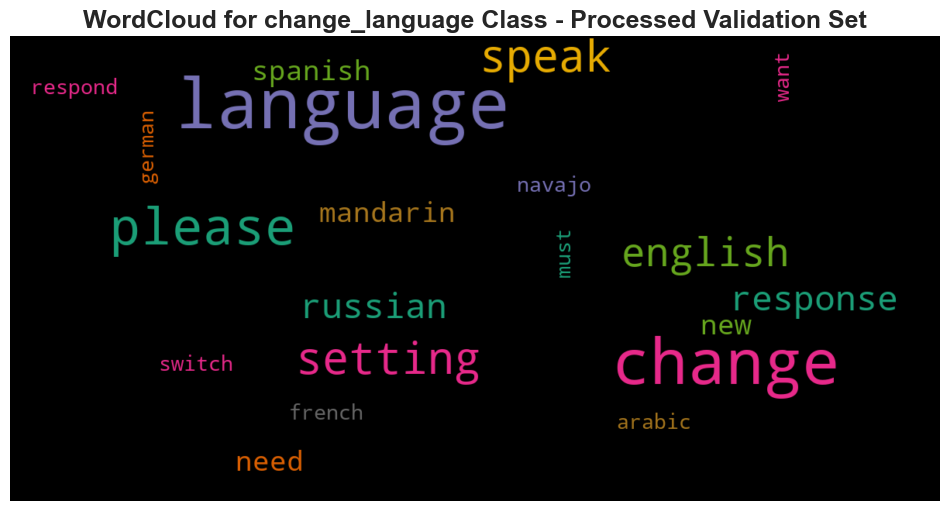 WordCloud for change_language Class - Processed Validation Set
speak
spanish
want
respond
language
german
navajo
mandarin
please
must
english
response
russian
new
setting
change
switch
french
arabic
need